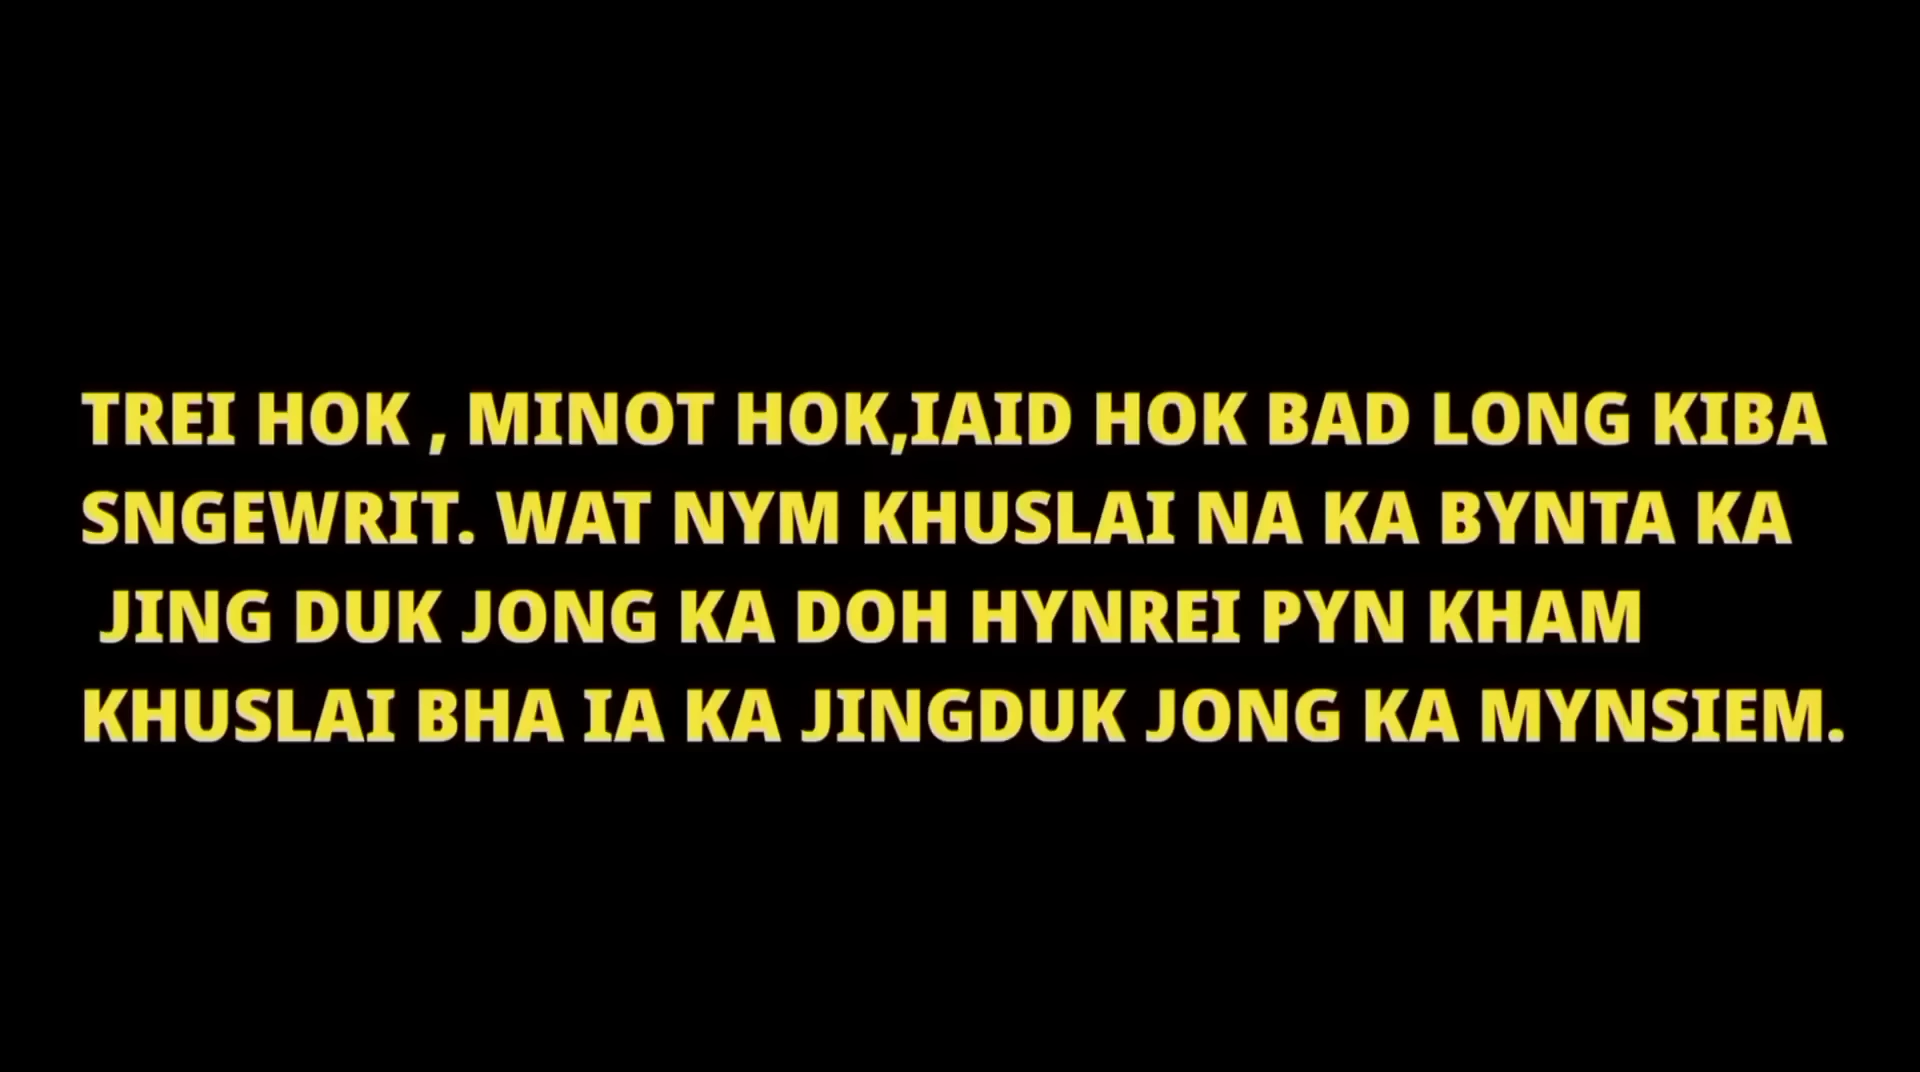 TREI HOK , MINOT HOK,IAID HOK BAD LONG KIBA
SNGEWRIT. WAT NYM KHUSLAI NA KA BYNTA KA
JING DUK JONG KA DOH HYNREI PYN KHAM
KHUSLAI BHA IA KA JINGDUK JONG KA MYNSIEM.